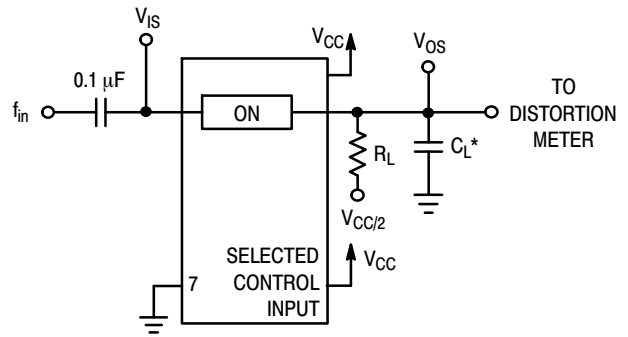 V_IS
V_CC
V_OS
0.1 μF
f_in
ON
TO
DISTORTION
METER
R_L
C_L*
V_CC/2
SELECTED
CONTROL
INPUT
V_CC
7